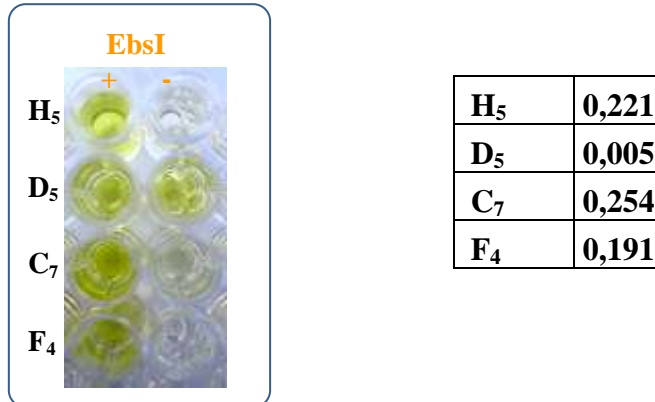 EbsI
+ -
H₅
D₅
C₇
F₄
H₅ 0,221
D₅ 0,005
C₇ 0,254
F₄ 0,191